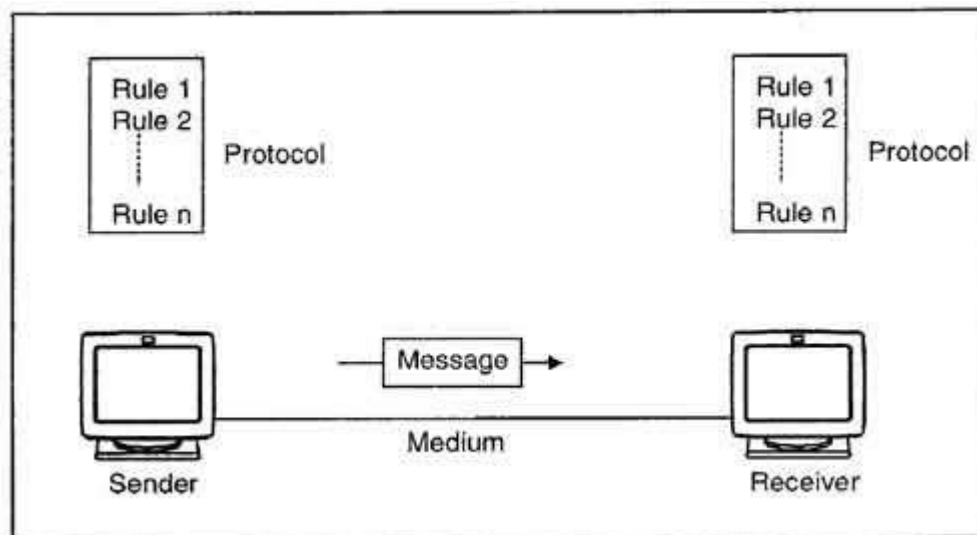 Rule 1
Rule 2
Rule n
Protocol
Rule 1
Rule 2
Rule n
Protocol
Message
Medium
Sender
Receiver